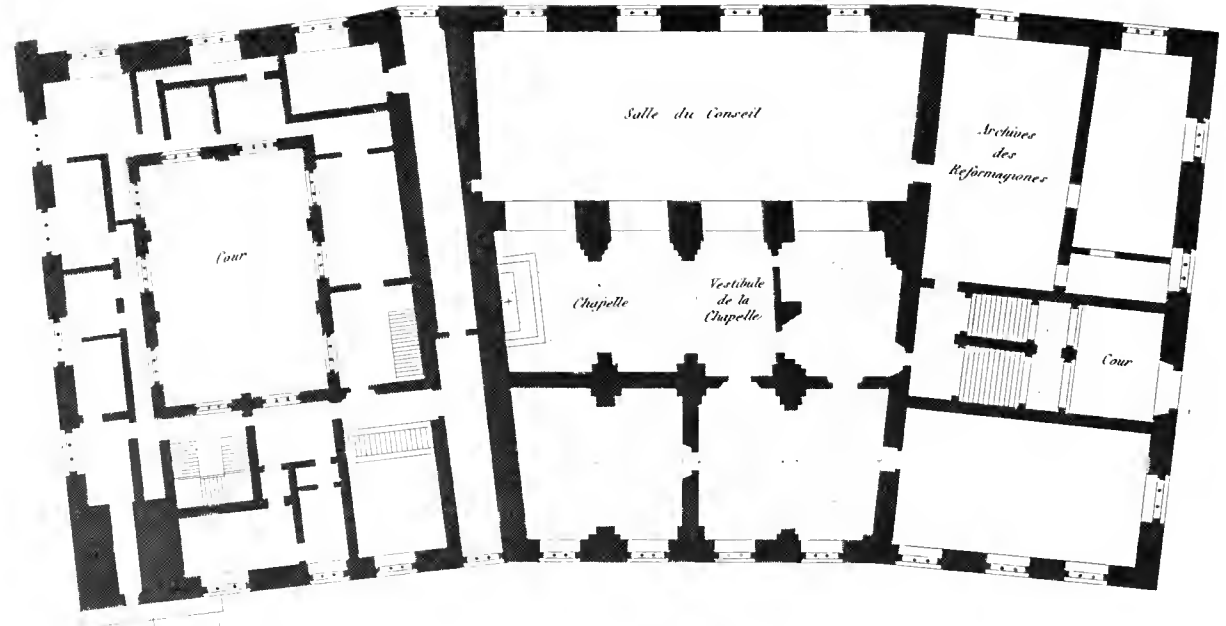 Salle du Conseil
Archives
des
Reformagiones
Cour
Chapelle
Vestibule
de la
Chapelle
Cour